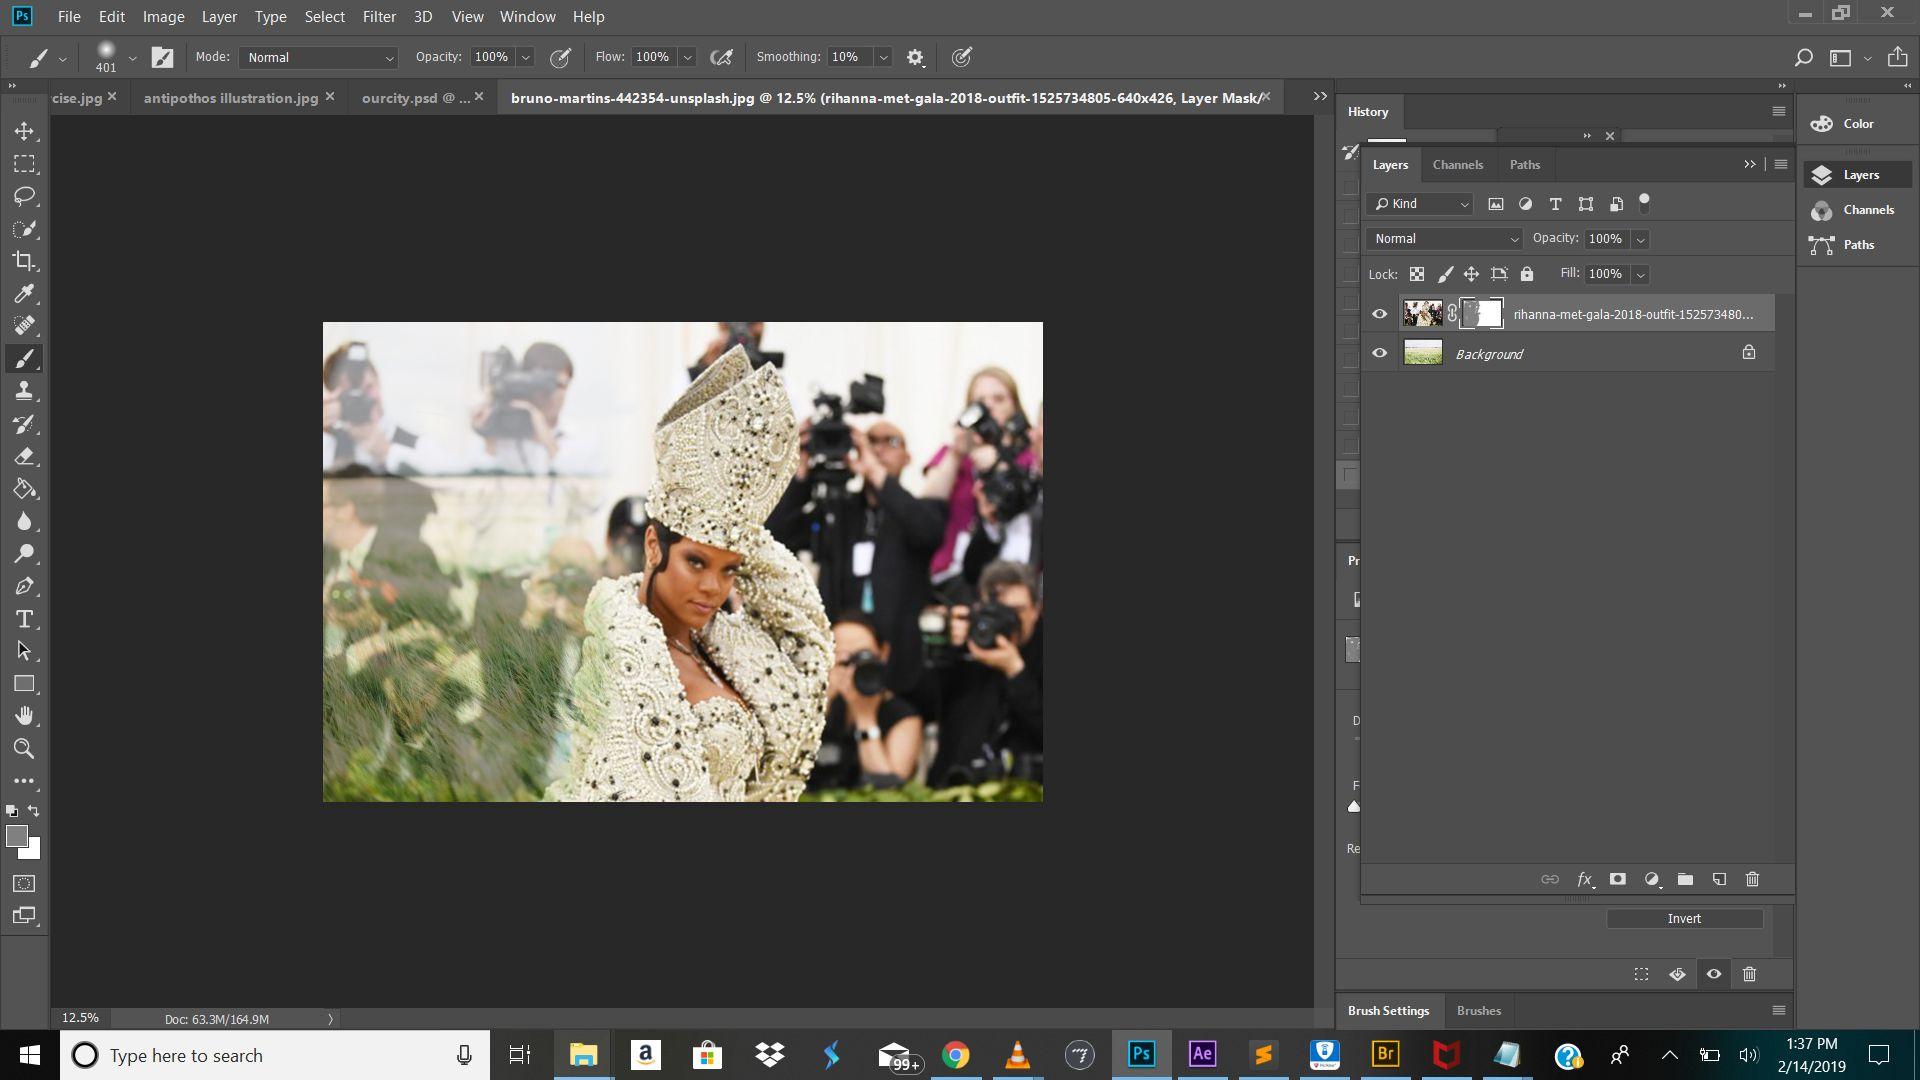 Ps File Edit Image Layer Type Select Filter 3D View Window Help
401 Mode: Normal Opacity: 100% Flow: 100% Smoothing: 10%
cise.jpg antipothos illustration.jpg ourcity.psd @ ... bruno-martins-442354-unsplash.jpg @ 12.5% (rihanna-met-gala-2018-outfit-1525734805-640x426, Layer Mask/
History
Color
Layers Channels Paths
Layers
Kind
Channels
Normal Opacity: 100%
Paths
Lock: Fill: 100%
rihanna-met-gala-2018-outfit-152573480...
Background
Pr
D
F
Re
fx
Invert
Brush Settings Brushes
12.5% Doc: 63.3M/164.9M
Type here to search
a
99+
Ps
Ae
Br
1:37 PM
2/14/2019